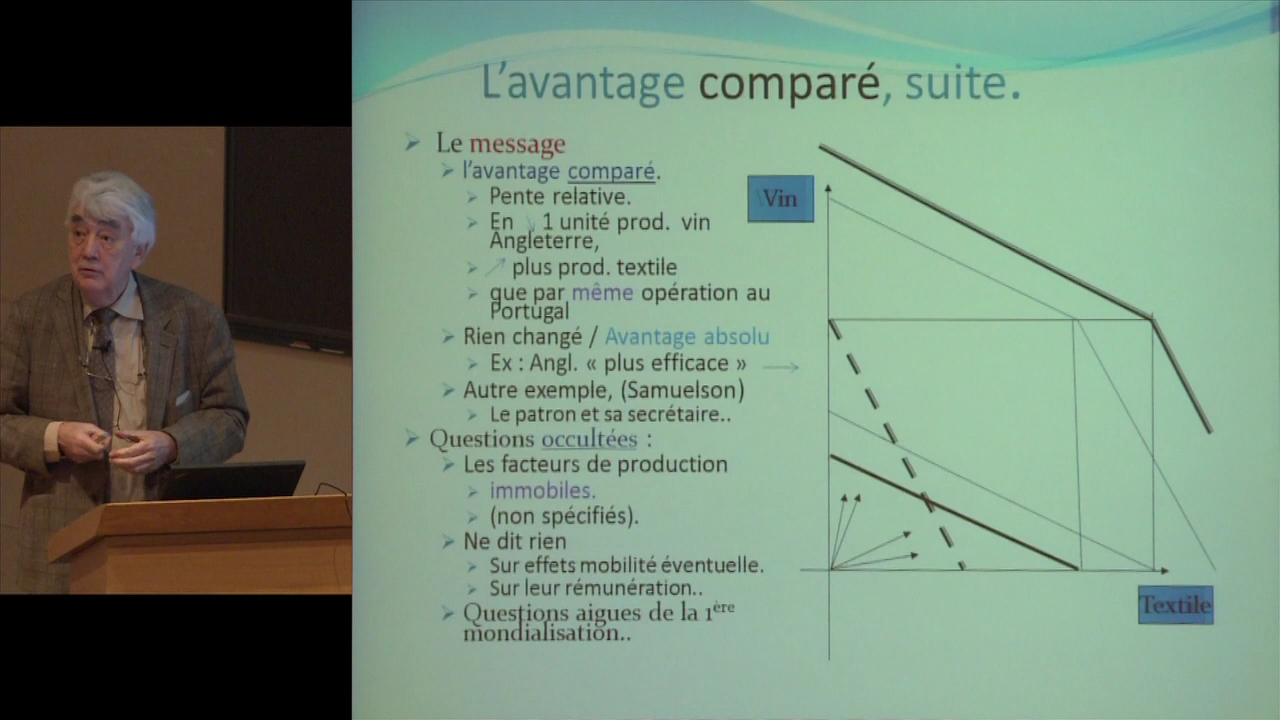 L'avantage comparé, suite.
Le message
l'avantage comparé.
Pente relative.
En ↘ 1 unité prod. vin
Angleterre,
↗ plus prod. textile
que par même opération au
Portugal
Rien changé / Avantage absolu
Ex : Angl. « plus efficace »
Autre exemple, (Samuelson)
Le patron et sa secrétaire..
Questions occultées :
Les facteurs de production
immobiles.
(non spécifiés).
Ne dit rien
Sur effets mobilité éventuelle.
Sur leur rémunération..
Questions aigues de la 1ère
mondialisation..
Vin
Textile